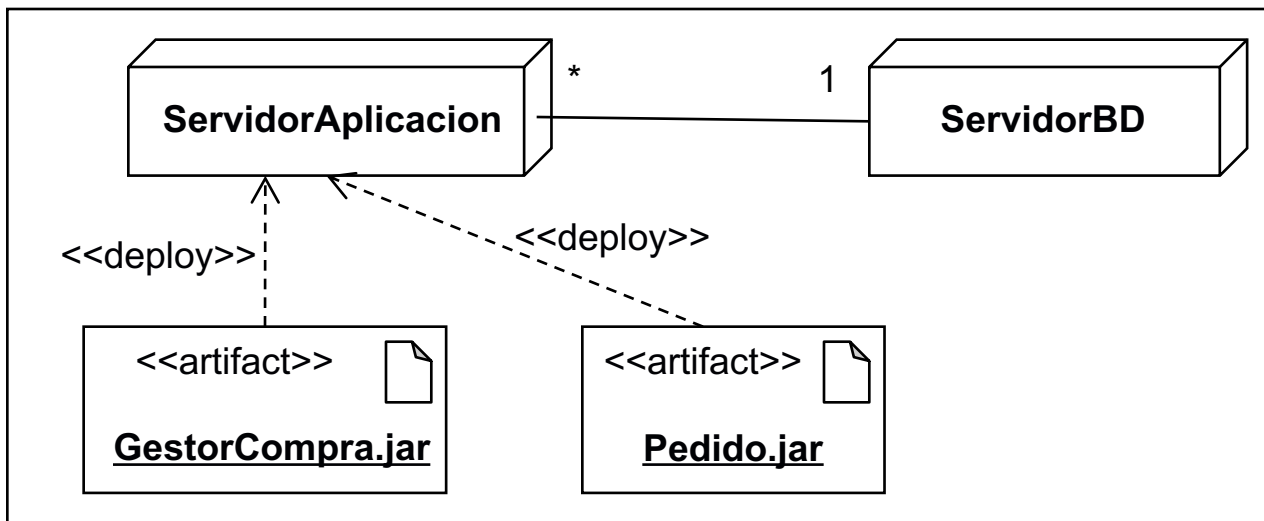 * 1
ServidorAplicacion ServidorBD
<<deploy>> <<deploy>>
<<artifact>> <<artifact>>
GestorCompra.jar Pedido.jar